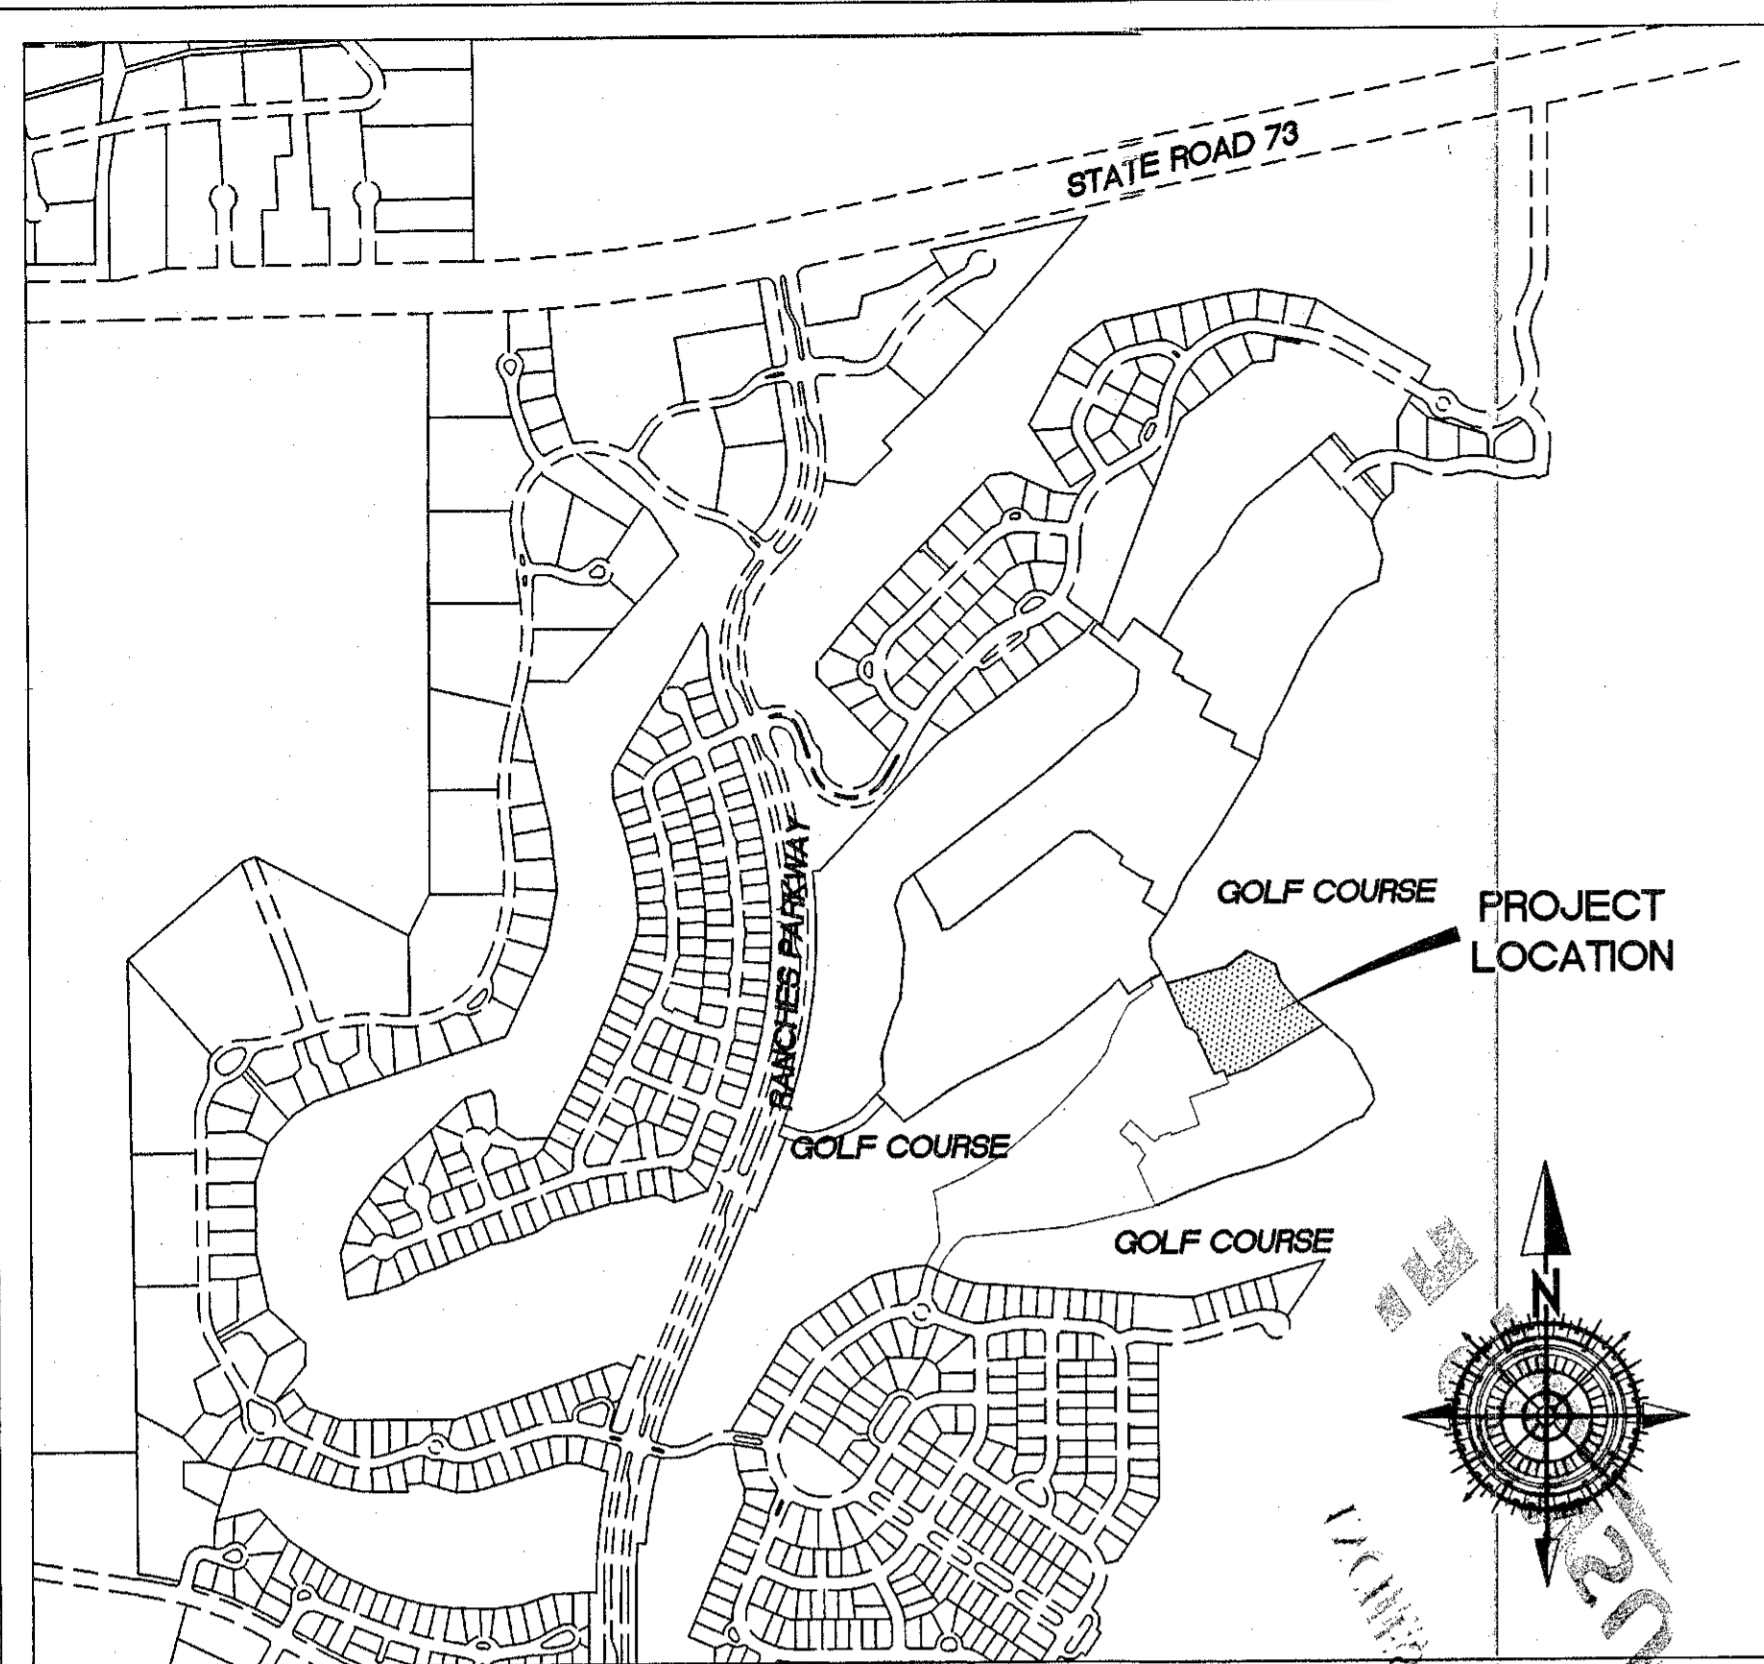 STATE ROAD 73
RANCHES PARKWAY
GOLF COURSE
PROJECT
LOCATION
GOLF COURSE
GOLF COURSE
N